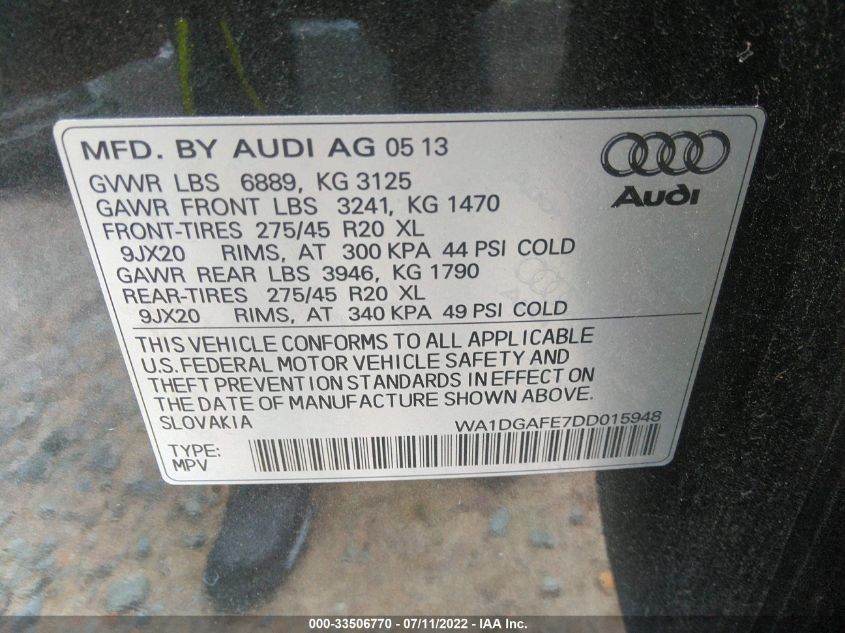 MFD. BY AUDI AG 05 13
GVWR LBS 6889, KG 3125
GAWR FRONT LBS 3241, KG 1470
FRONT-TIRES 275/45 R20 XL
9JX20 RIMS, AT 300 KPA 44 PSI COLD
GAWR REAR LBS 3946, KG 1790
REAR-TIRES 275/45 R20 XL
9JX20 RIMS, AT 340 KPA 49 PSI COLD
Audi
THIS VEHICLE CONFORMS TO ALL APPLICABLE
U.S. FEDERAL MOTOR VEHICLE SAFETY AND
THEFT PREVENTION STANDARDS IN EFFECT ON
THE DATE OF MANUFACTURE SHOWN ABOVE.
SLOVAKIA WA1DGAFE7DD015948
TYPE:
MPV
000-33506770 - 07/11/2022 - IAA Inc.